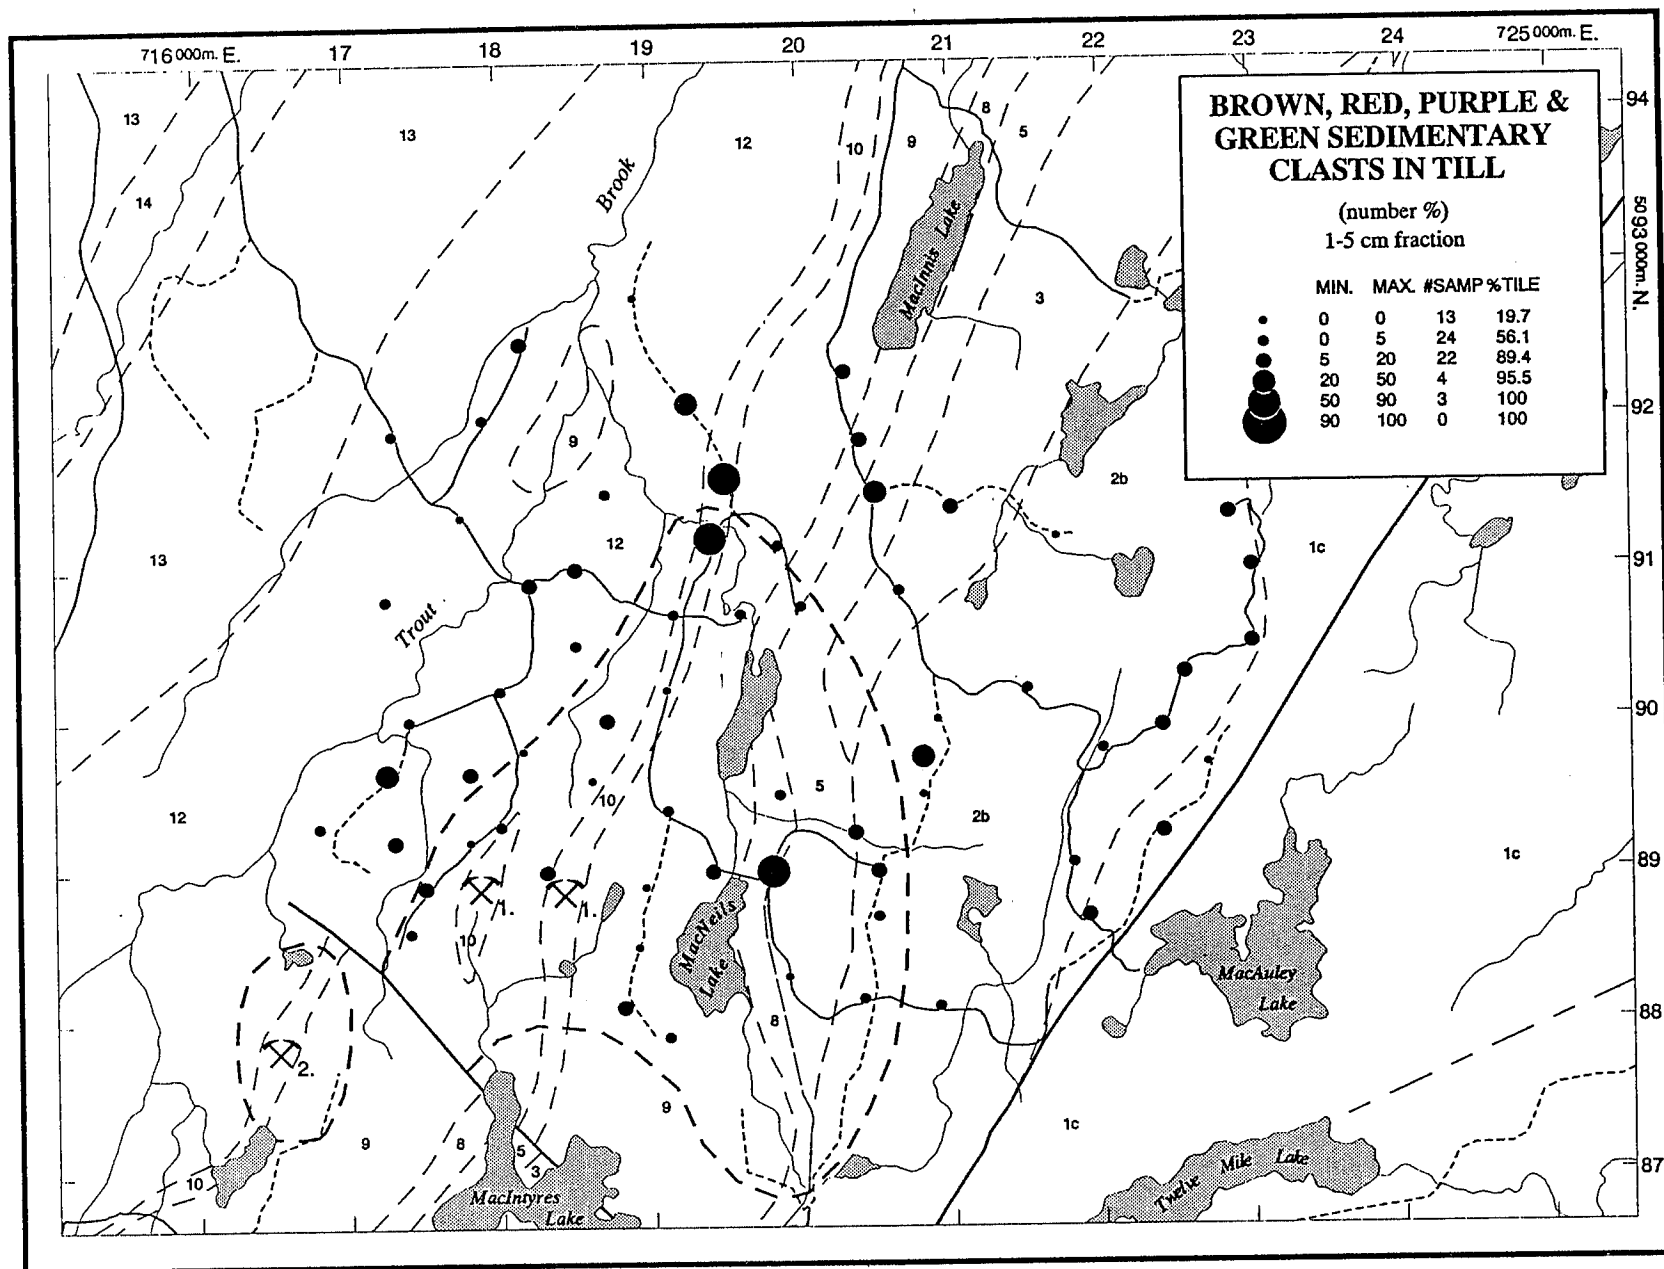 716000m. E. 17 18 19 20 21 22 23 24 725000m. E.
BROWN, RED, PURPLE &
GREEN SEDIMENTARY
CLASTS IN TILL
(number %)
1-5 cm fraction
MIN. MAX. #SAMP %TILE
0 0 13 19.7
0 5 24 56.1
5 20 22 89.4
20 50 4 95.5
50 90 3 100
90 100 0 100
94
5093000m. N.
92
91
90
89
88
87
13 13 12 10 9 8 5
14
Brook
MacInnis Lake
3
9
2b
13
12
1c
Trout
12
10
5
2b
1c
1. 1.
10
MacNeils
Lake
MacAuley
Lake
8
2.
9
9 8 5
3
1c
10
MacIntyres
Lake
Twelve Mile Lake